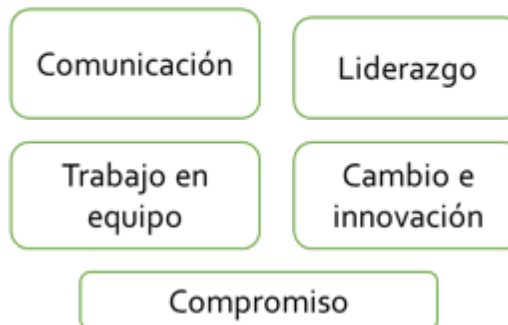 Comunicación
Liderazgo
Trabajo en
equipo
Cambio e
innovación
Compromiso